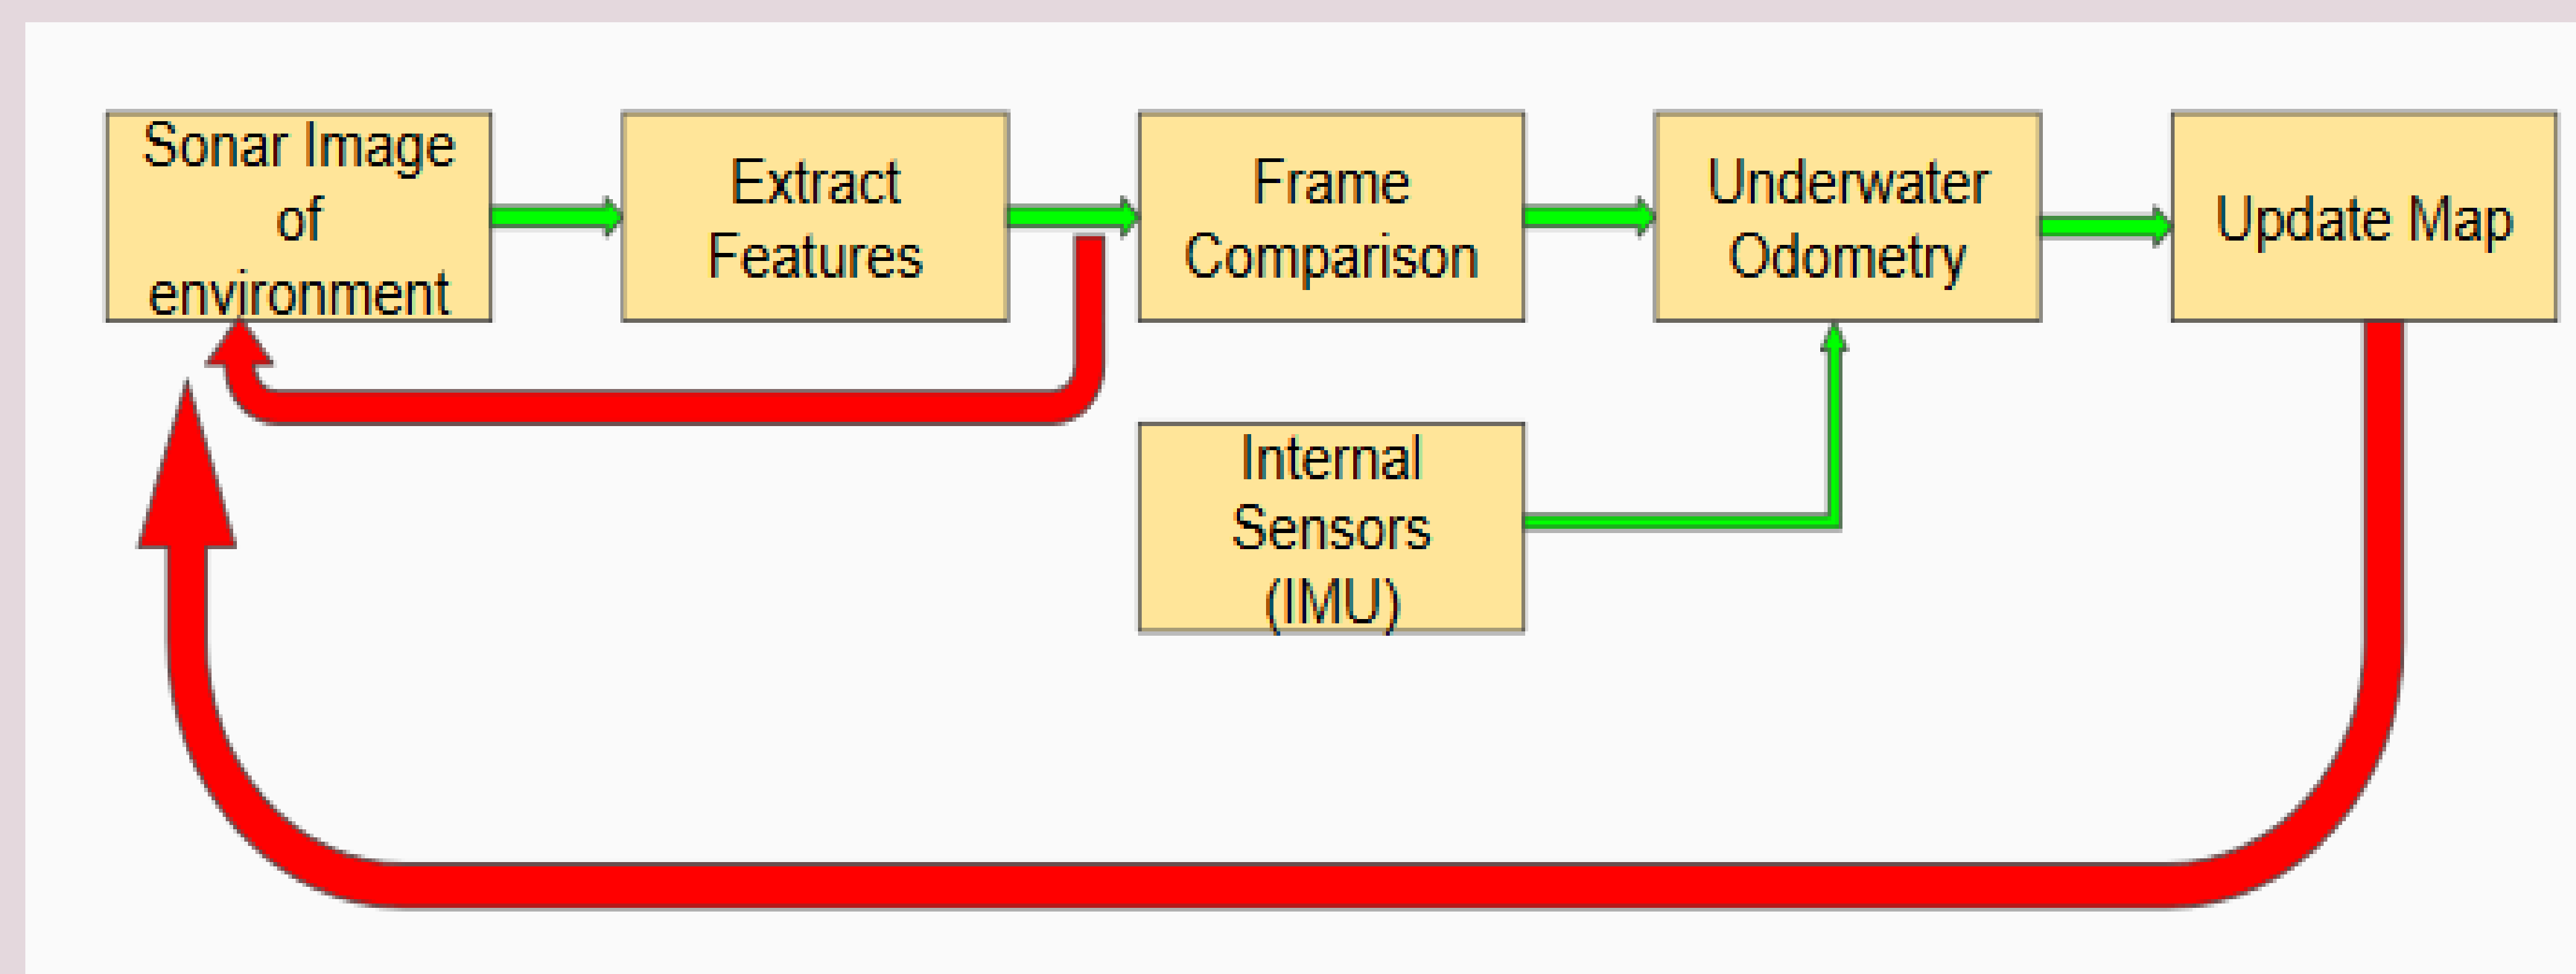 Sonar Image
of
environment
Extract
Features
Frame
Comparison
Underwater
Odometry
Update Map
Internal
Sensors
(IMU)